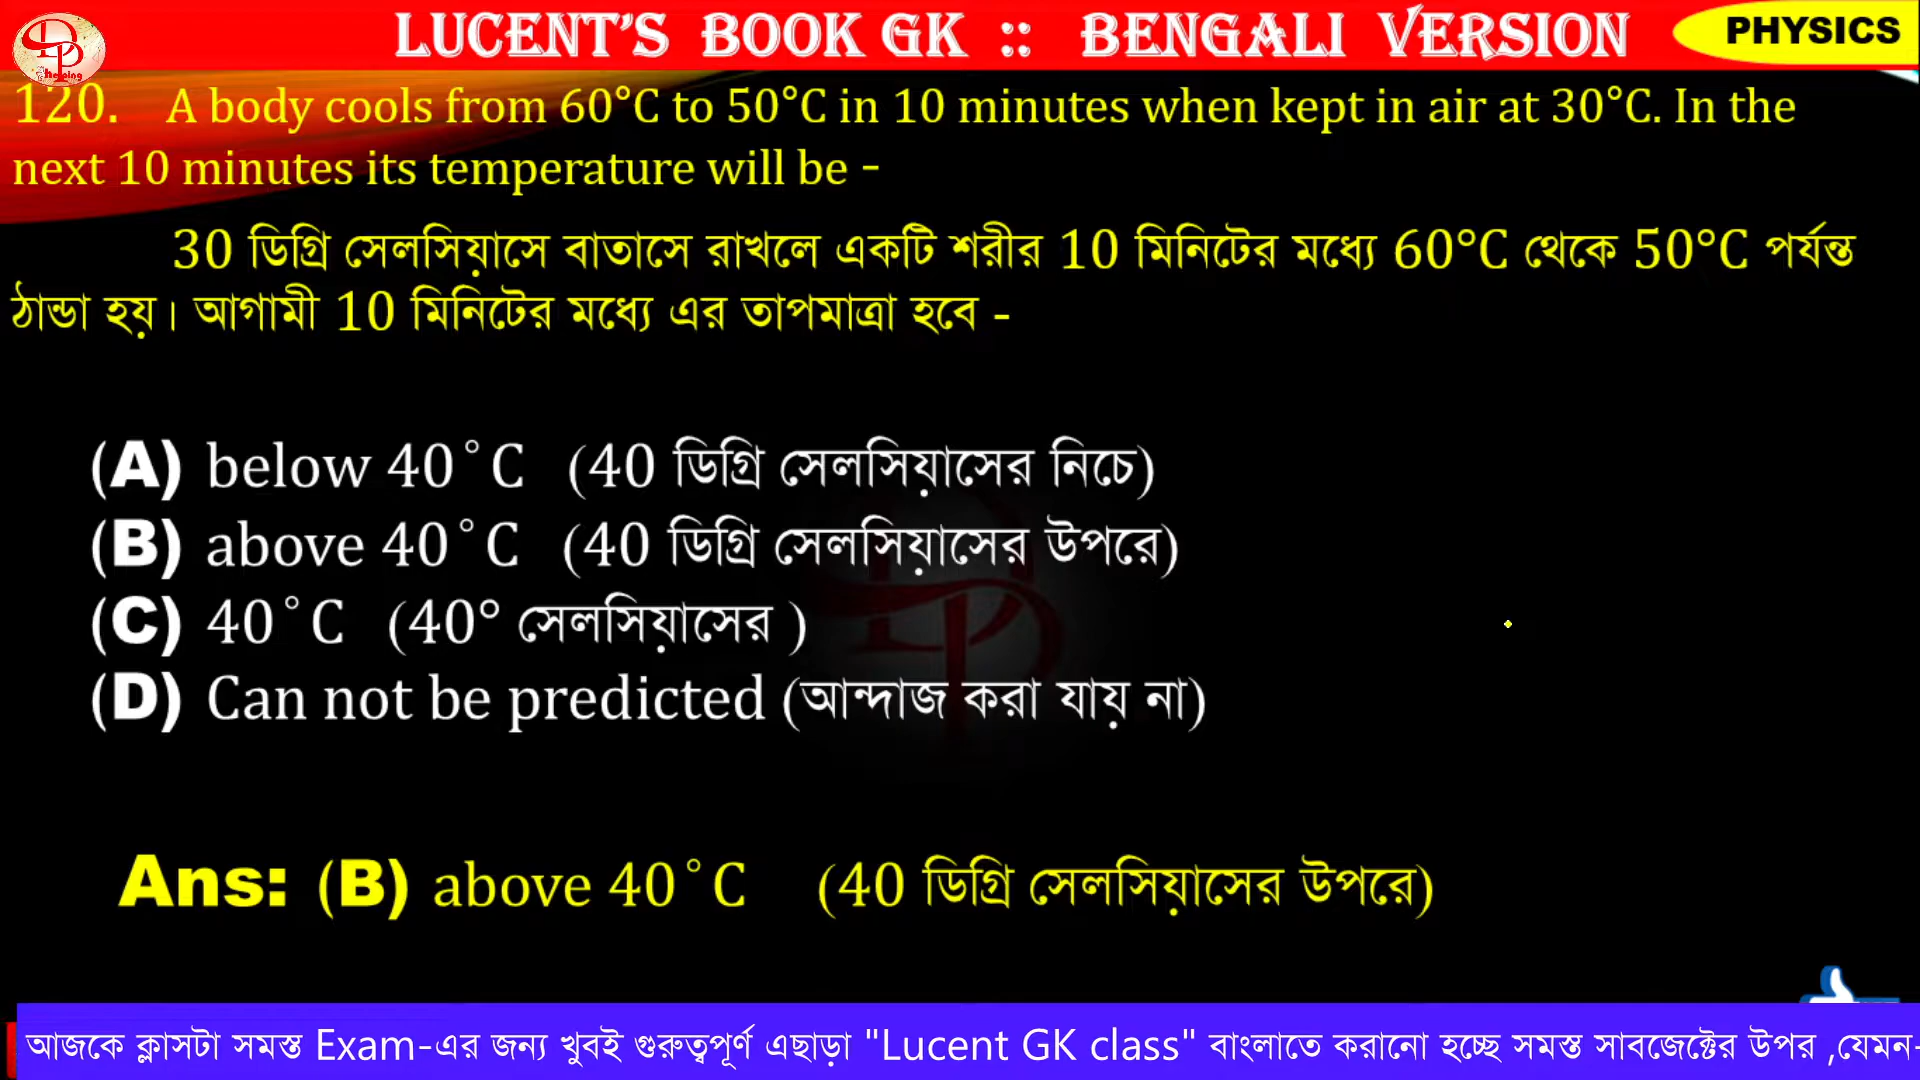 LUCENT'S BOOK GK :: BENGALI VERSION
PHYSICS
120. A body cools from 60°C to 50°C in 10 minutes when kept in air at 30°C. In the
next 10 minutes its temperature will be -
30 ডিগ্রি সেলসিয়াসে বাতাসে রাখলে একটি শরীর 10 মিনিটের মধ্যে 60°C থেকে 50°C পর্যন্ত
ঠান্ডা হয়। আগামী 10 মিনিটের মধ্যে এর তাপমাত্রা হবে -
(A) below 40°C (40 ডিগ্রি সেলসিয়াসের নিচে)
(B) above 40°C (40 ডিগ্রি সেলসিয়াসের উপরে)
(C) 40°C (40° সেলসিয়াসের )
(D) Can not be predicted (আন্দাজ করা যায় না)
Ans: (B) above 40°C (40 ডিগ্রি সেলসিয়াসের উপরে)
আজকে ক্লাসটা সমস্ত Exam-এর জন্য খুবই গুরুত্বপূর্ণ এছাড়া "Lucent GK class" বাংলাতে করানো হচ্ছে সমস্ত সাবজেক্টের উপর ,যেমন-